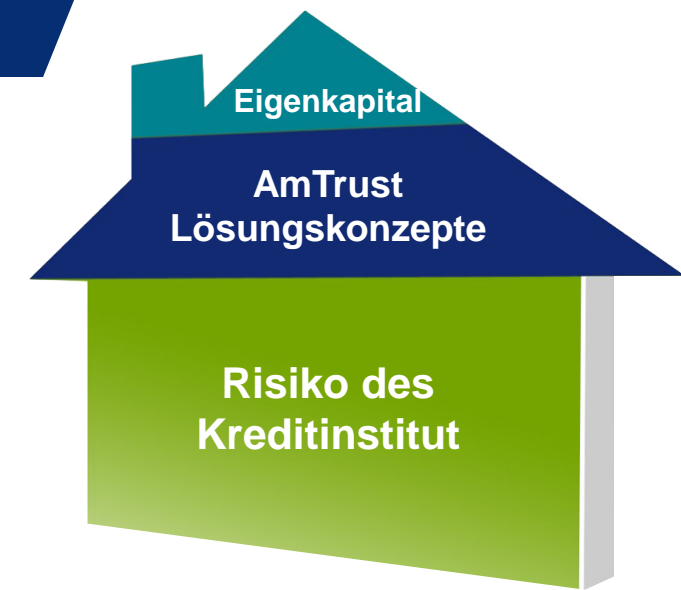 Eigenkapital
AmTrust
Lösungskonzepte
Risiko des
Kreditinstitut